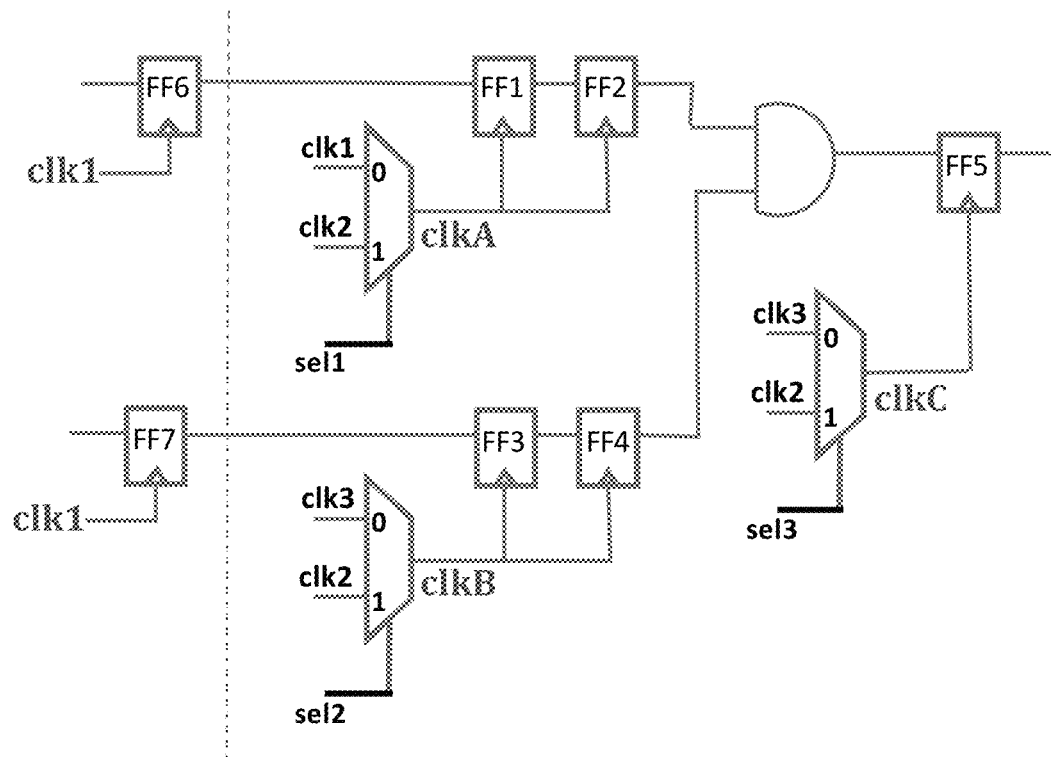 FF6
FF1
FF2
clk1
clk1
0
FF5
clk2
1
clkA
clk3
0
sel1
clk2
1
clkC
FF7
FF3
FF4
clk3
0
clk1
sel3
clk2
1
clkB
sel2